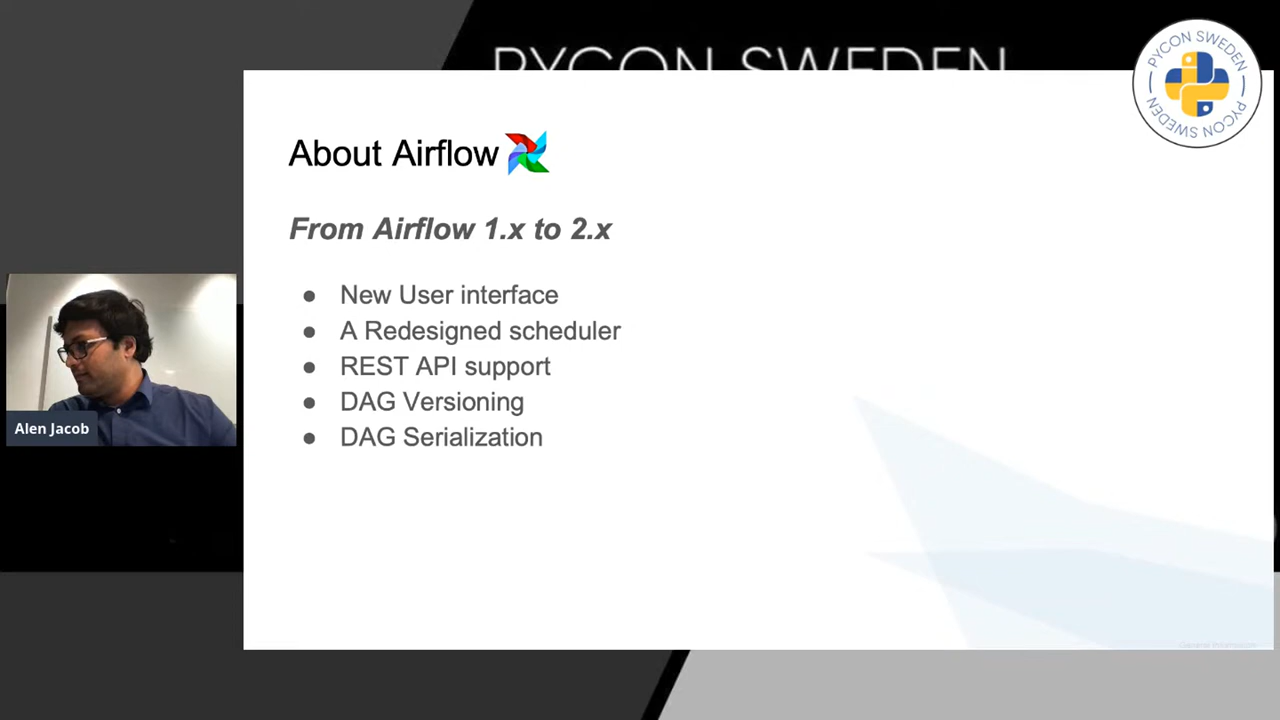 PYCON SWEDEN
PYCON SWEDEN
PYCON SWEDEN
About Airflow
From Airflow 1.x to 2.x
● New User interface
● A Redesigned scheduler
● REST API support
● DAG Versioning
● DAG Serialization
Alen Jacob